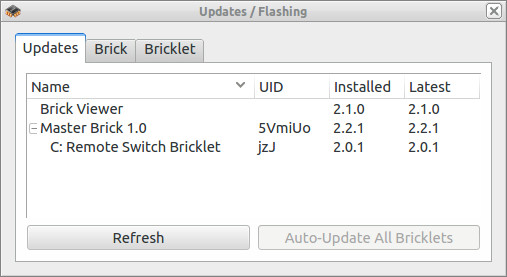 Updates / Flashing
Updates Brick Bricklet
Name UID Installed Latest
Brick Viewer 2.1.0 2.1.0
Master Brick 1.0 5VmiUo 2.2.1 2.2.1
C: Remote Switch Bricklet jzJ 2.0.1 2.0.1
Refresh Auto-Update All Bricklets